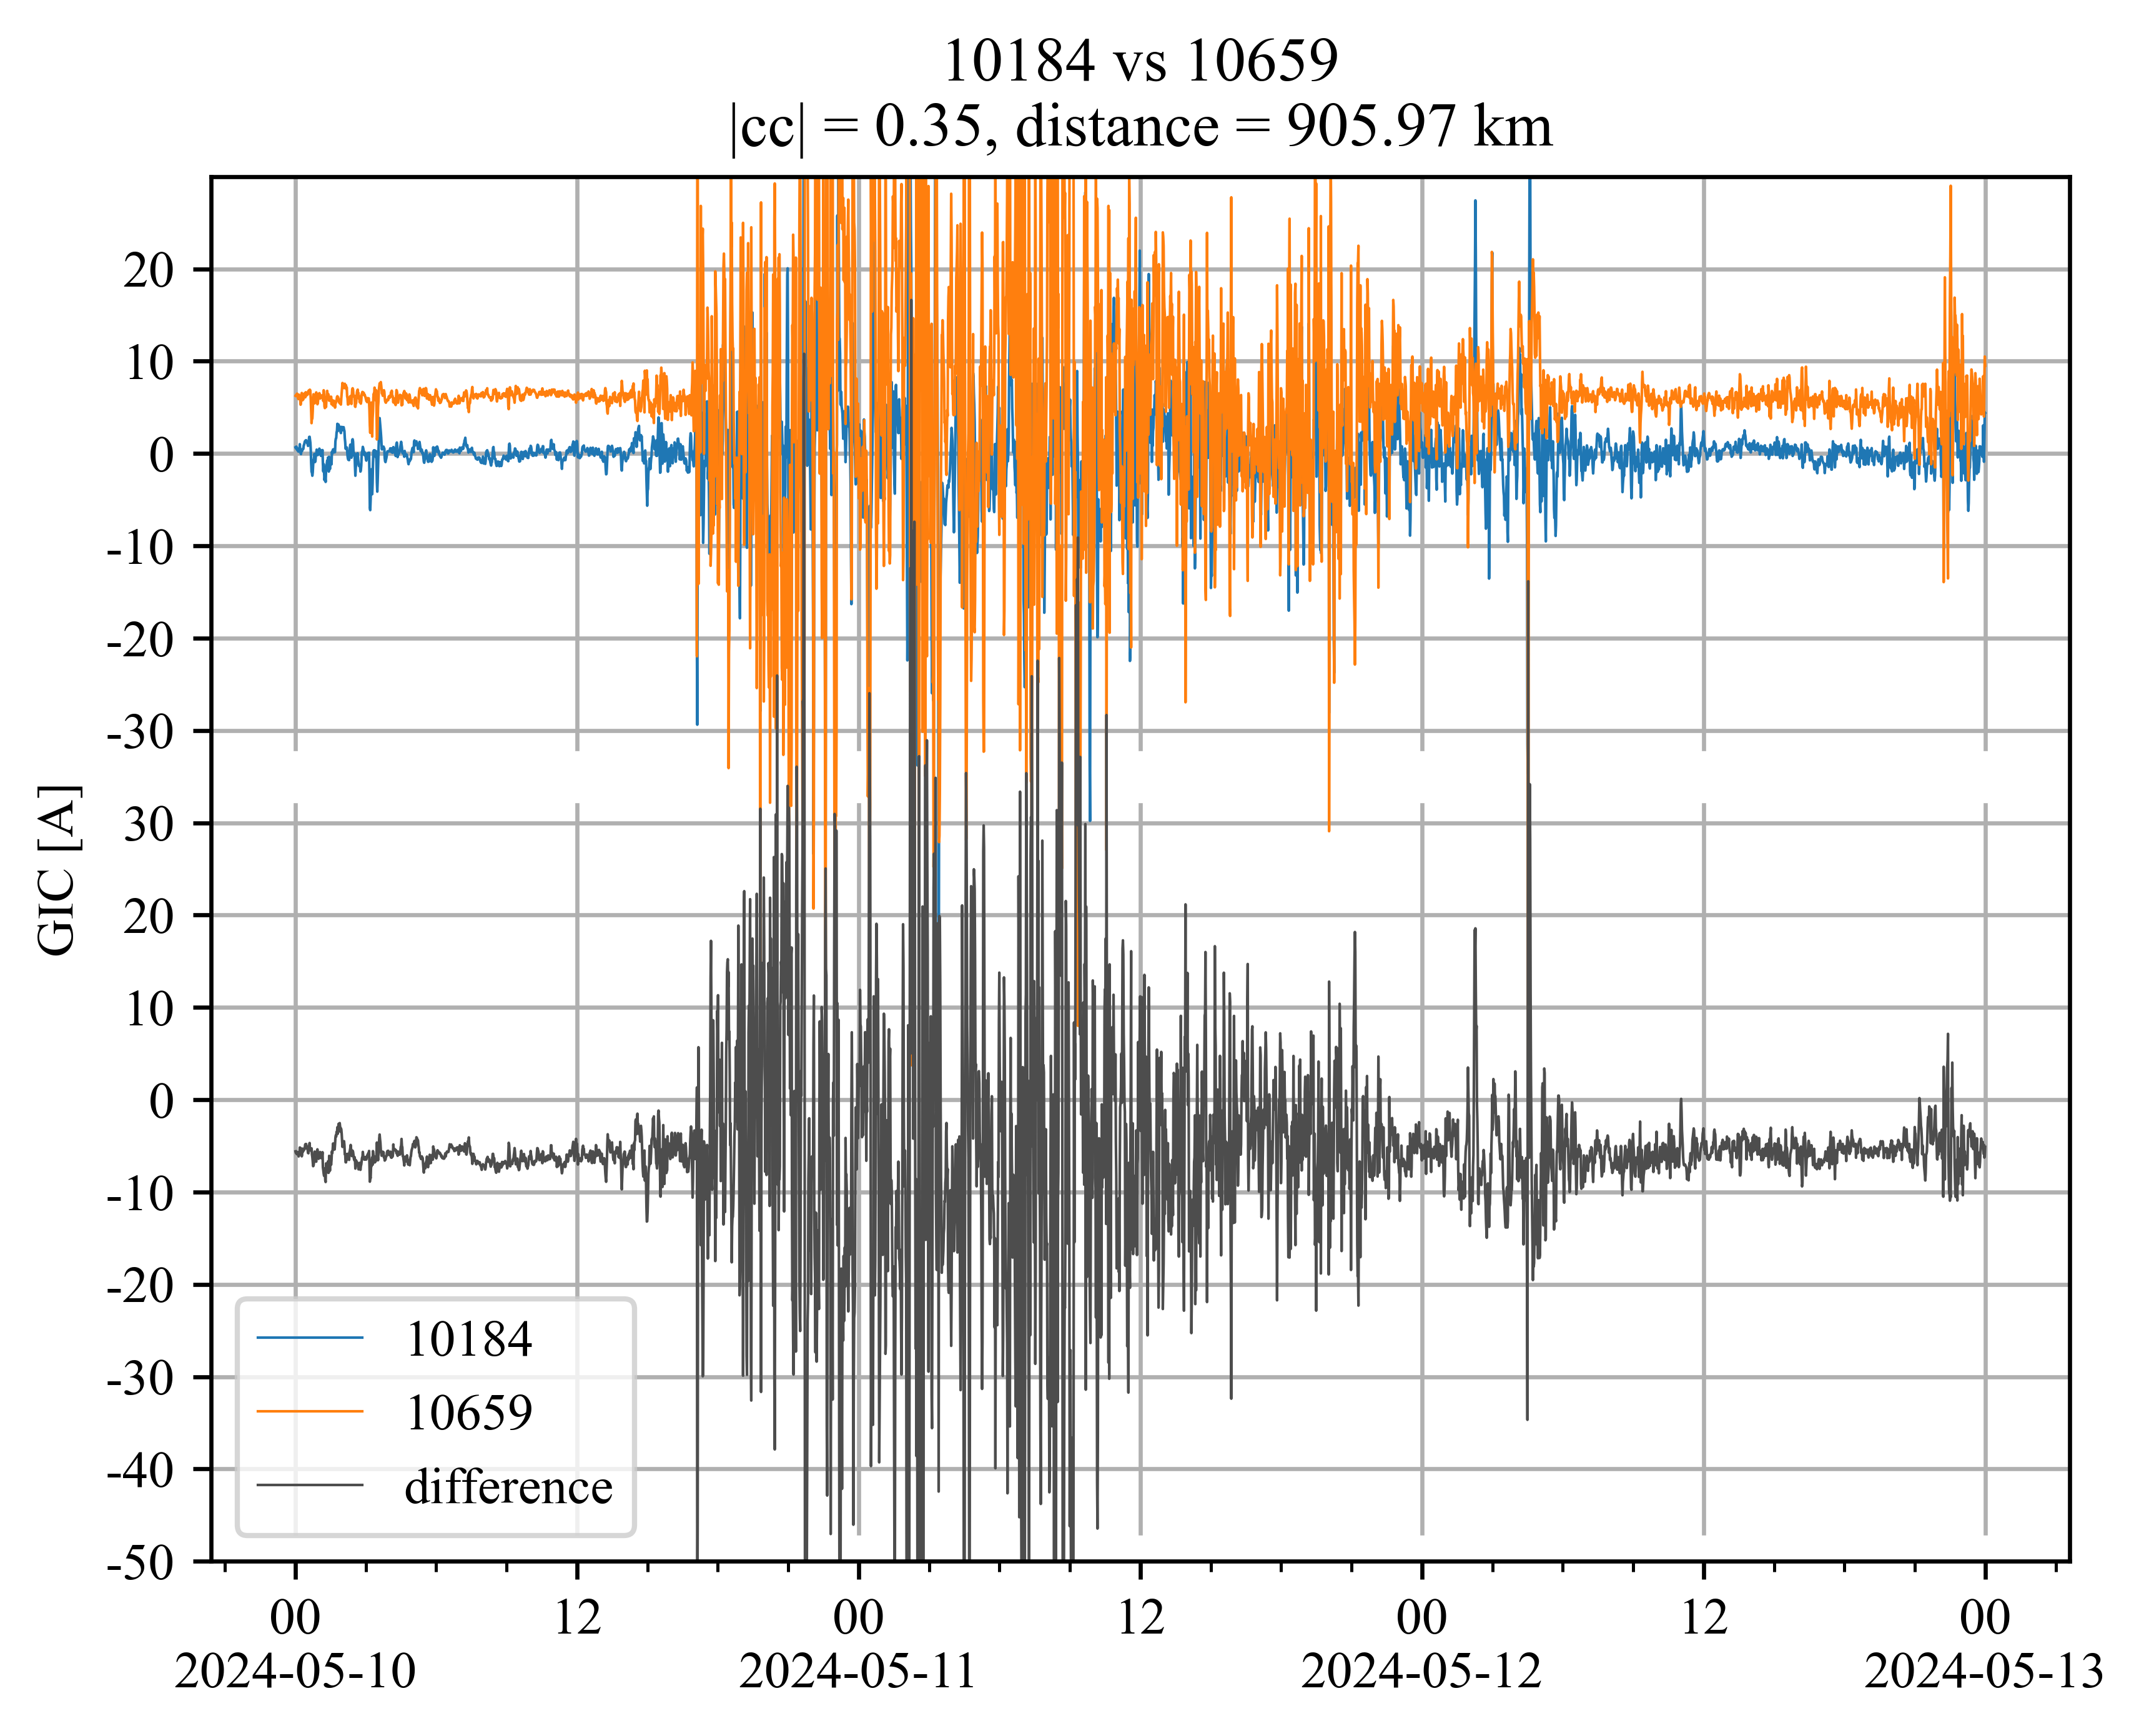 10184 vs 10659
|cc| = 0.35, distance = 905.97 km
GIC [A]
20
10
0
-10
-20
-30
30
20
10
0
-10
-20
-30
-40
-50
10184
10659
difference
00 12 00 12 00 12 00
2024-05-10 2024-05-11 2024-05-12 2024-05-13